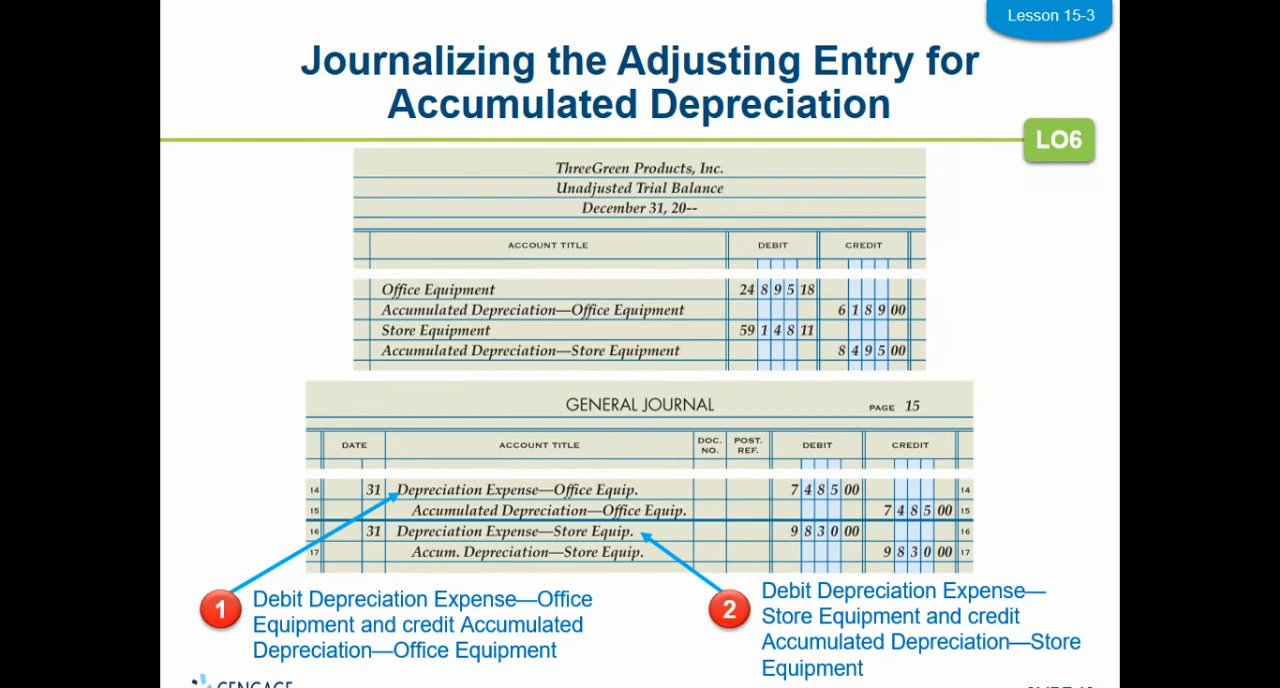 Lesson 15-3
Journalizing the Adjusting Entry for
Accumulated Depreciation
LO6
ThreeGreen Products, Inc.
Unadjusted Trial Balance
December 31, 20--
ACCOUNT TITLE DEBIT CREDIT
Office Equipment 24 8 9 5 18
Accumulated Depreciation—Office Equipment 6 1 8 9 00
Store Equipment 59 1 4 8 11
Accumulated Depreciation—Store Equipment 8 4 9 5 00
GENERAL JOURNAL PAGE 15
DATE ACCOUNT TITLE DOC. NO. POST. REF. DEBIT CREDIT
14 31 Depreciation Expense—Office Equip. 7 4 8 5 00 14
15 Accumulated Depreciation—Office Equip. 7 4 8 5 00 15
16 31 Depreciation Expense—Store Equip. 9 8 3 0 00 16
17 Accum. Depreciation—Store Equip. 9 8 3 0 00 17
1 Debit Depreciation Expense—Office
Equipment and credit Accumulated
Depreciation—Office Equipment
2 Debit Depreciation Expense—
Store Equipment and credit
Accumulated Depreciation—Store
Equipment
CENGAGE